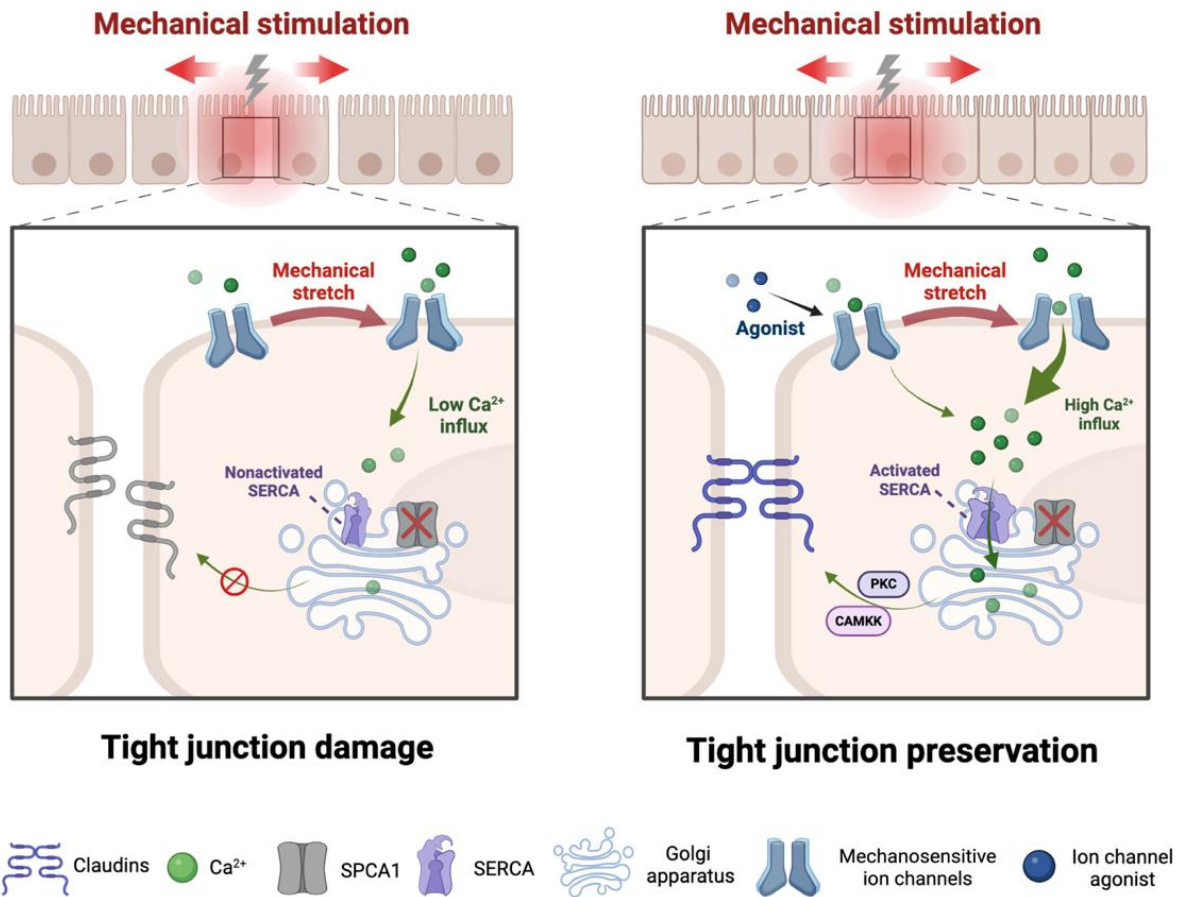 Mechanical stimulation
Mechanical
stretch
Low Ca²⁺
influx
Nonactivated
SERCA
Tight junction damage
Mechanical stimulation
Agonist
Mechanical
stretch
High Ca²⁺
influx
Activated
SERCA
PKC
CAMKK
Tight junction preservation
Claudins
Ca²⁺
SPCA1
SERCA
Golgi
apparatus
Mechanosensitive
ion channels
Ion channel
agonist